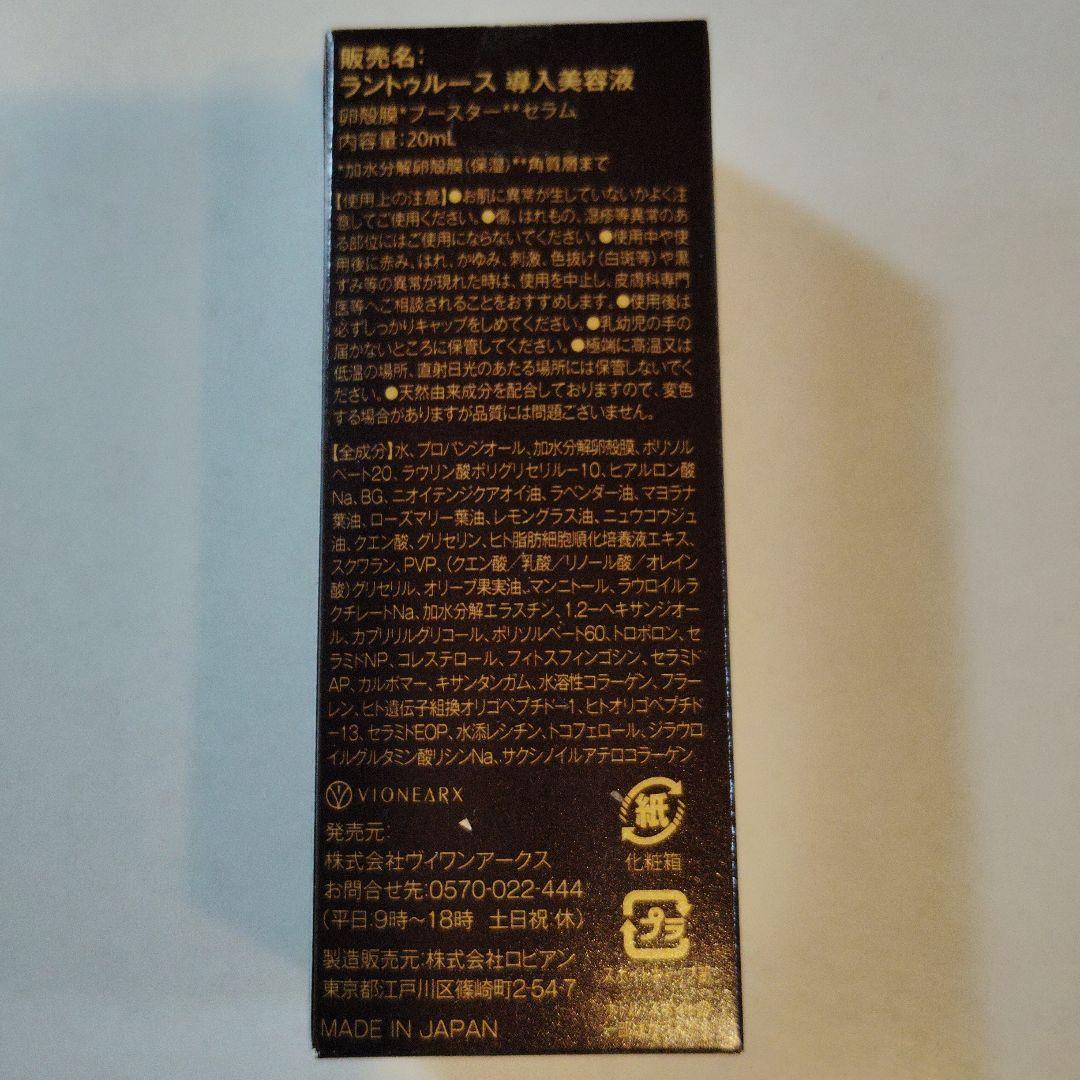 販売名:
ラントゥルース 導入美容液
卵殻膜*ブースター**セラム
内容量:20mL
*加水分解卵殻膜(保湿)**角質層まで
【使用上の注意】●お肌に異常が生していないかよく注
意してご使用ください。●傷、はれもの、湿疹等異常のあ
る部位にはご使用にならないでください。●使用中や使
用後に赤み、はれ、かゆみ、刺激、色抜け(白斑等)や黒
ずみ等の異常が現れた時は、使用を中止し、皮膚科専門
医等へご相談されることをおすすめします。●使用後は
必ずしっかりキャップをしめてください。●乳幼児の手の
届かないところに保管してください。●極端に高温又は
低温の場所、直射日光のあたる場所には保管しないでく
ださい。●天然由来成分を配合しておりますので、変色
する場合がありますが品質には問題ございません。
【全成分】水、プロパンジオール、加水分解卵殻膜、ポリソル
ベート20、ラウリン酸ポリグリセリルー10、ヒアルロン酸
Na、BG、ニオイテンジクアオイ油、ラベンダー油、マヨラナ
葉油、ローズマリー葉油、レモングラス油、ニュウコウジュ
油、クエン酸、グリセリン、ヒト脂肪細胞順化培養液エキス、
スクワラン、PVP、(クエン酸/乳酸/リノール酸/オレイン
酸)グリセリル、オリーブ果実油、マンニトール、ラウロイルラ
クチレートNa、加水分解エラスチン、1,2ーヘキサンジオー
ル、カプリリルグリコール、ポリソルベート60、トロポロン、セ
ラミドNP、コレステロール、フィトスフィンゴシン、セラミド
AP、カルボマー、キサンタンガム、水溶性コラーゲン、フラー
レン、ヒト遺伝子組換オリゴペプチドー1、ヒトオリゴペプチド
-13、セラミドEOP、水添レシチン、トコフェロール、ジラウロ
イルグルタミン酸リシンNa、サクシノイルアテロコラーゲン
VIONEARX
発売元:
株式会社ヴイワンアークス
お問合せ先:0570-022-444
(平日:9時〜18時 土日祝:休)
製造販売元:株式会社ロビアン
東京都江戸川区篠崎町2-54-7
MADE IN JAPAN
紙
化粧箱
プラ